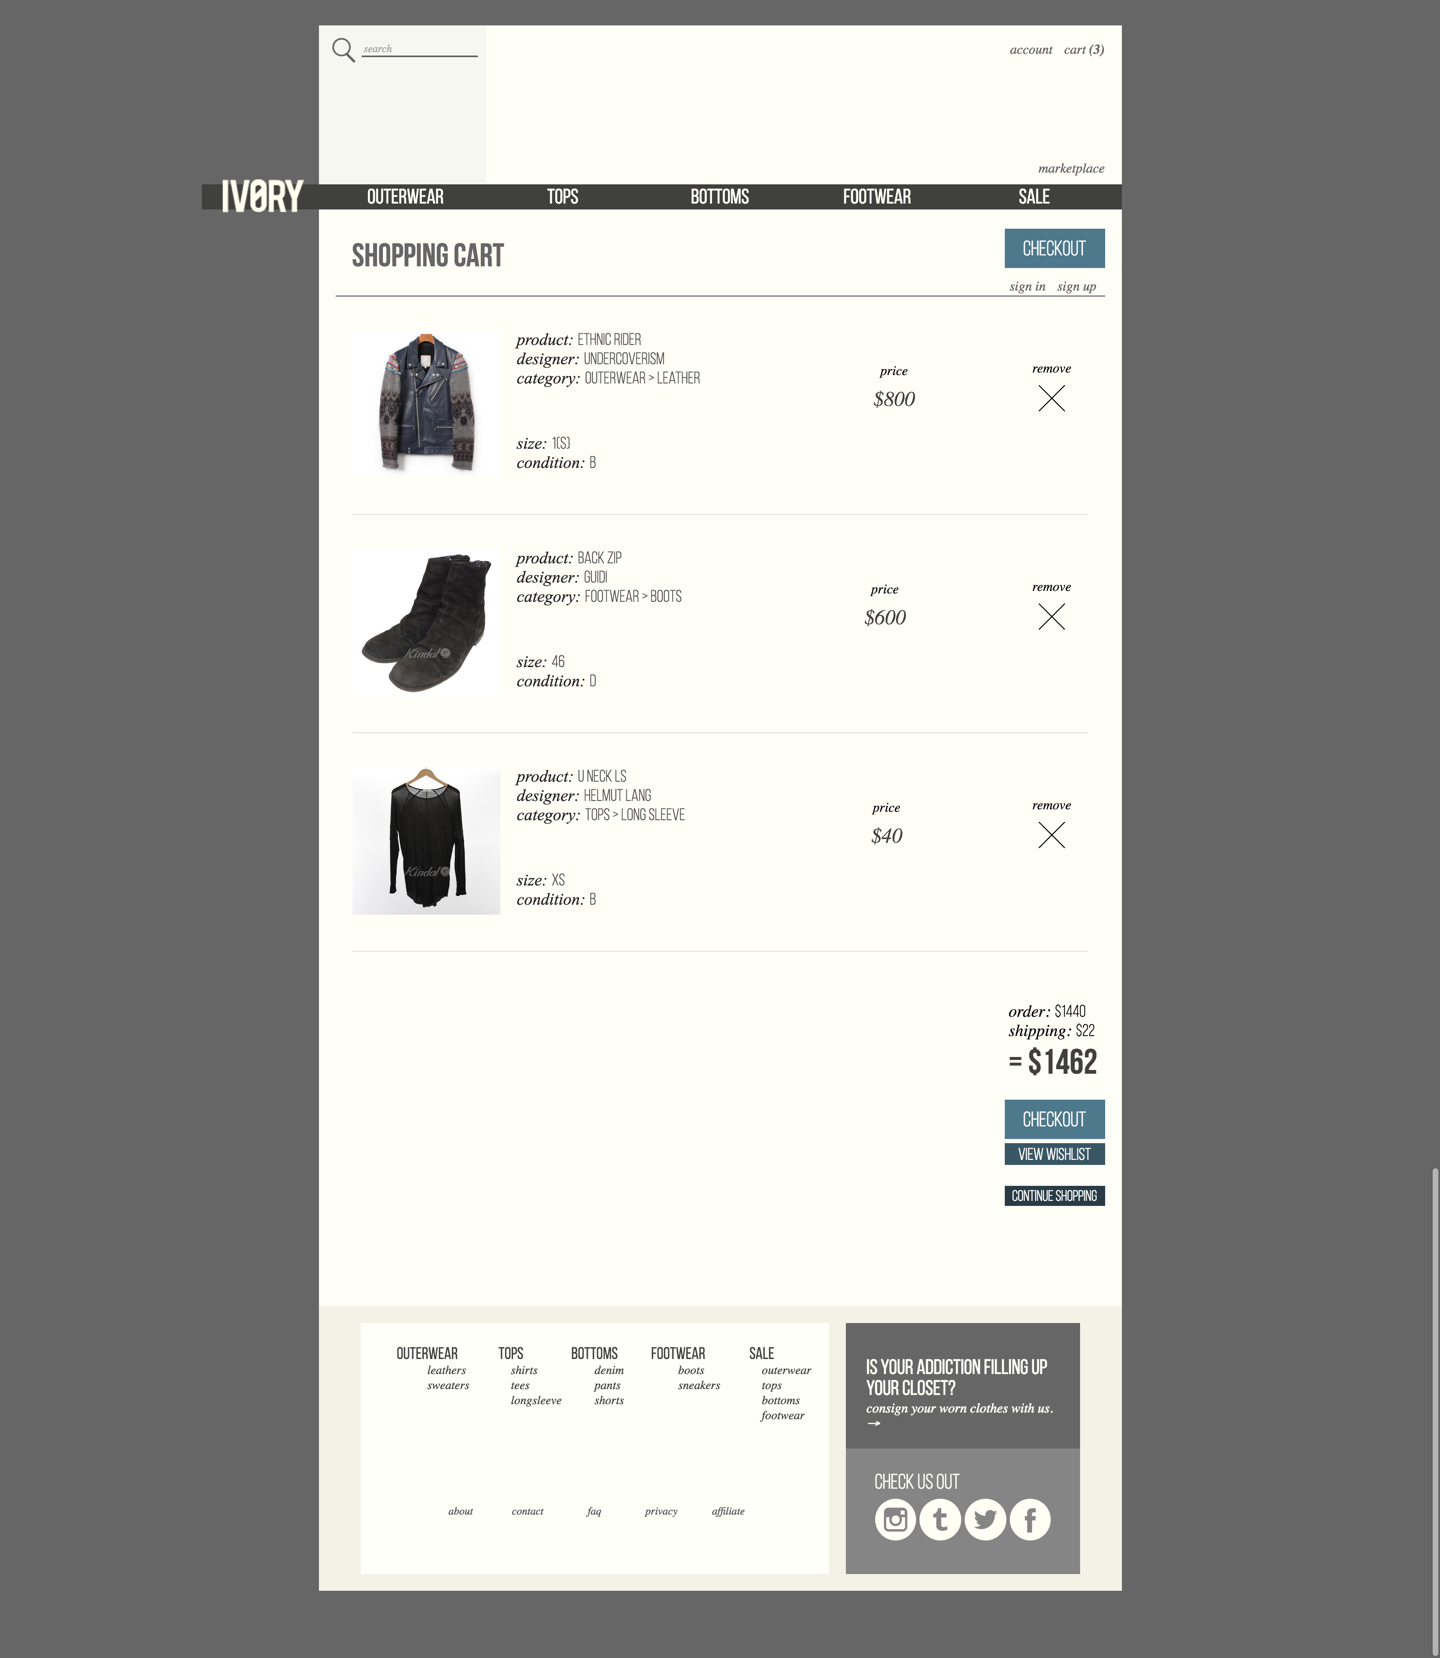 search
account cart (3)
marketplace
IVØRY
OUTERWEAR TOPS BOTTOMS FOOTWEAR SALE
SHOPPING CART
CHECKOUT
sign in sign up
product: ETHNIC RIDER
designer: UNDERCOVERISM
category: OUTERWEAR > LEATHER
size: 1(S)
condition: B
price
$800
remove
product: BACK ZIP
designer: GUIDI
category: FOOTWEAR > BOOTS
size: 46
condition: D
price
$600
remove
Kindal
product: U NECK LS
designer: HELMUT LANG
category: TOPS > LONG SLEEVE
size: XS
condition: B
price
$40
remove
Kindal
order: $1440
shipping: $22
= $1462
CHECKOUT
VIEW WISHLIST
CONTINUE SHOPPING
OUTERWEAR
leathers
sweaters
TOPS
shirts
tees
longsleeve
BOTTOMS
denim
pants
shorts
FOOTWEAR
boots
sneakers
SALE
outerwear
tops
bottoms
footwear
about contact faq privacy affiliate
IS YOUR ADDICTION FILLING UP
YOUR CLOSET?
consign your worn clothes with us.
→
CHECK US OUT